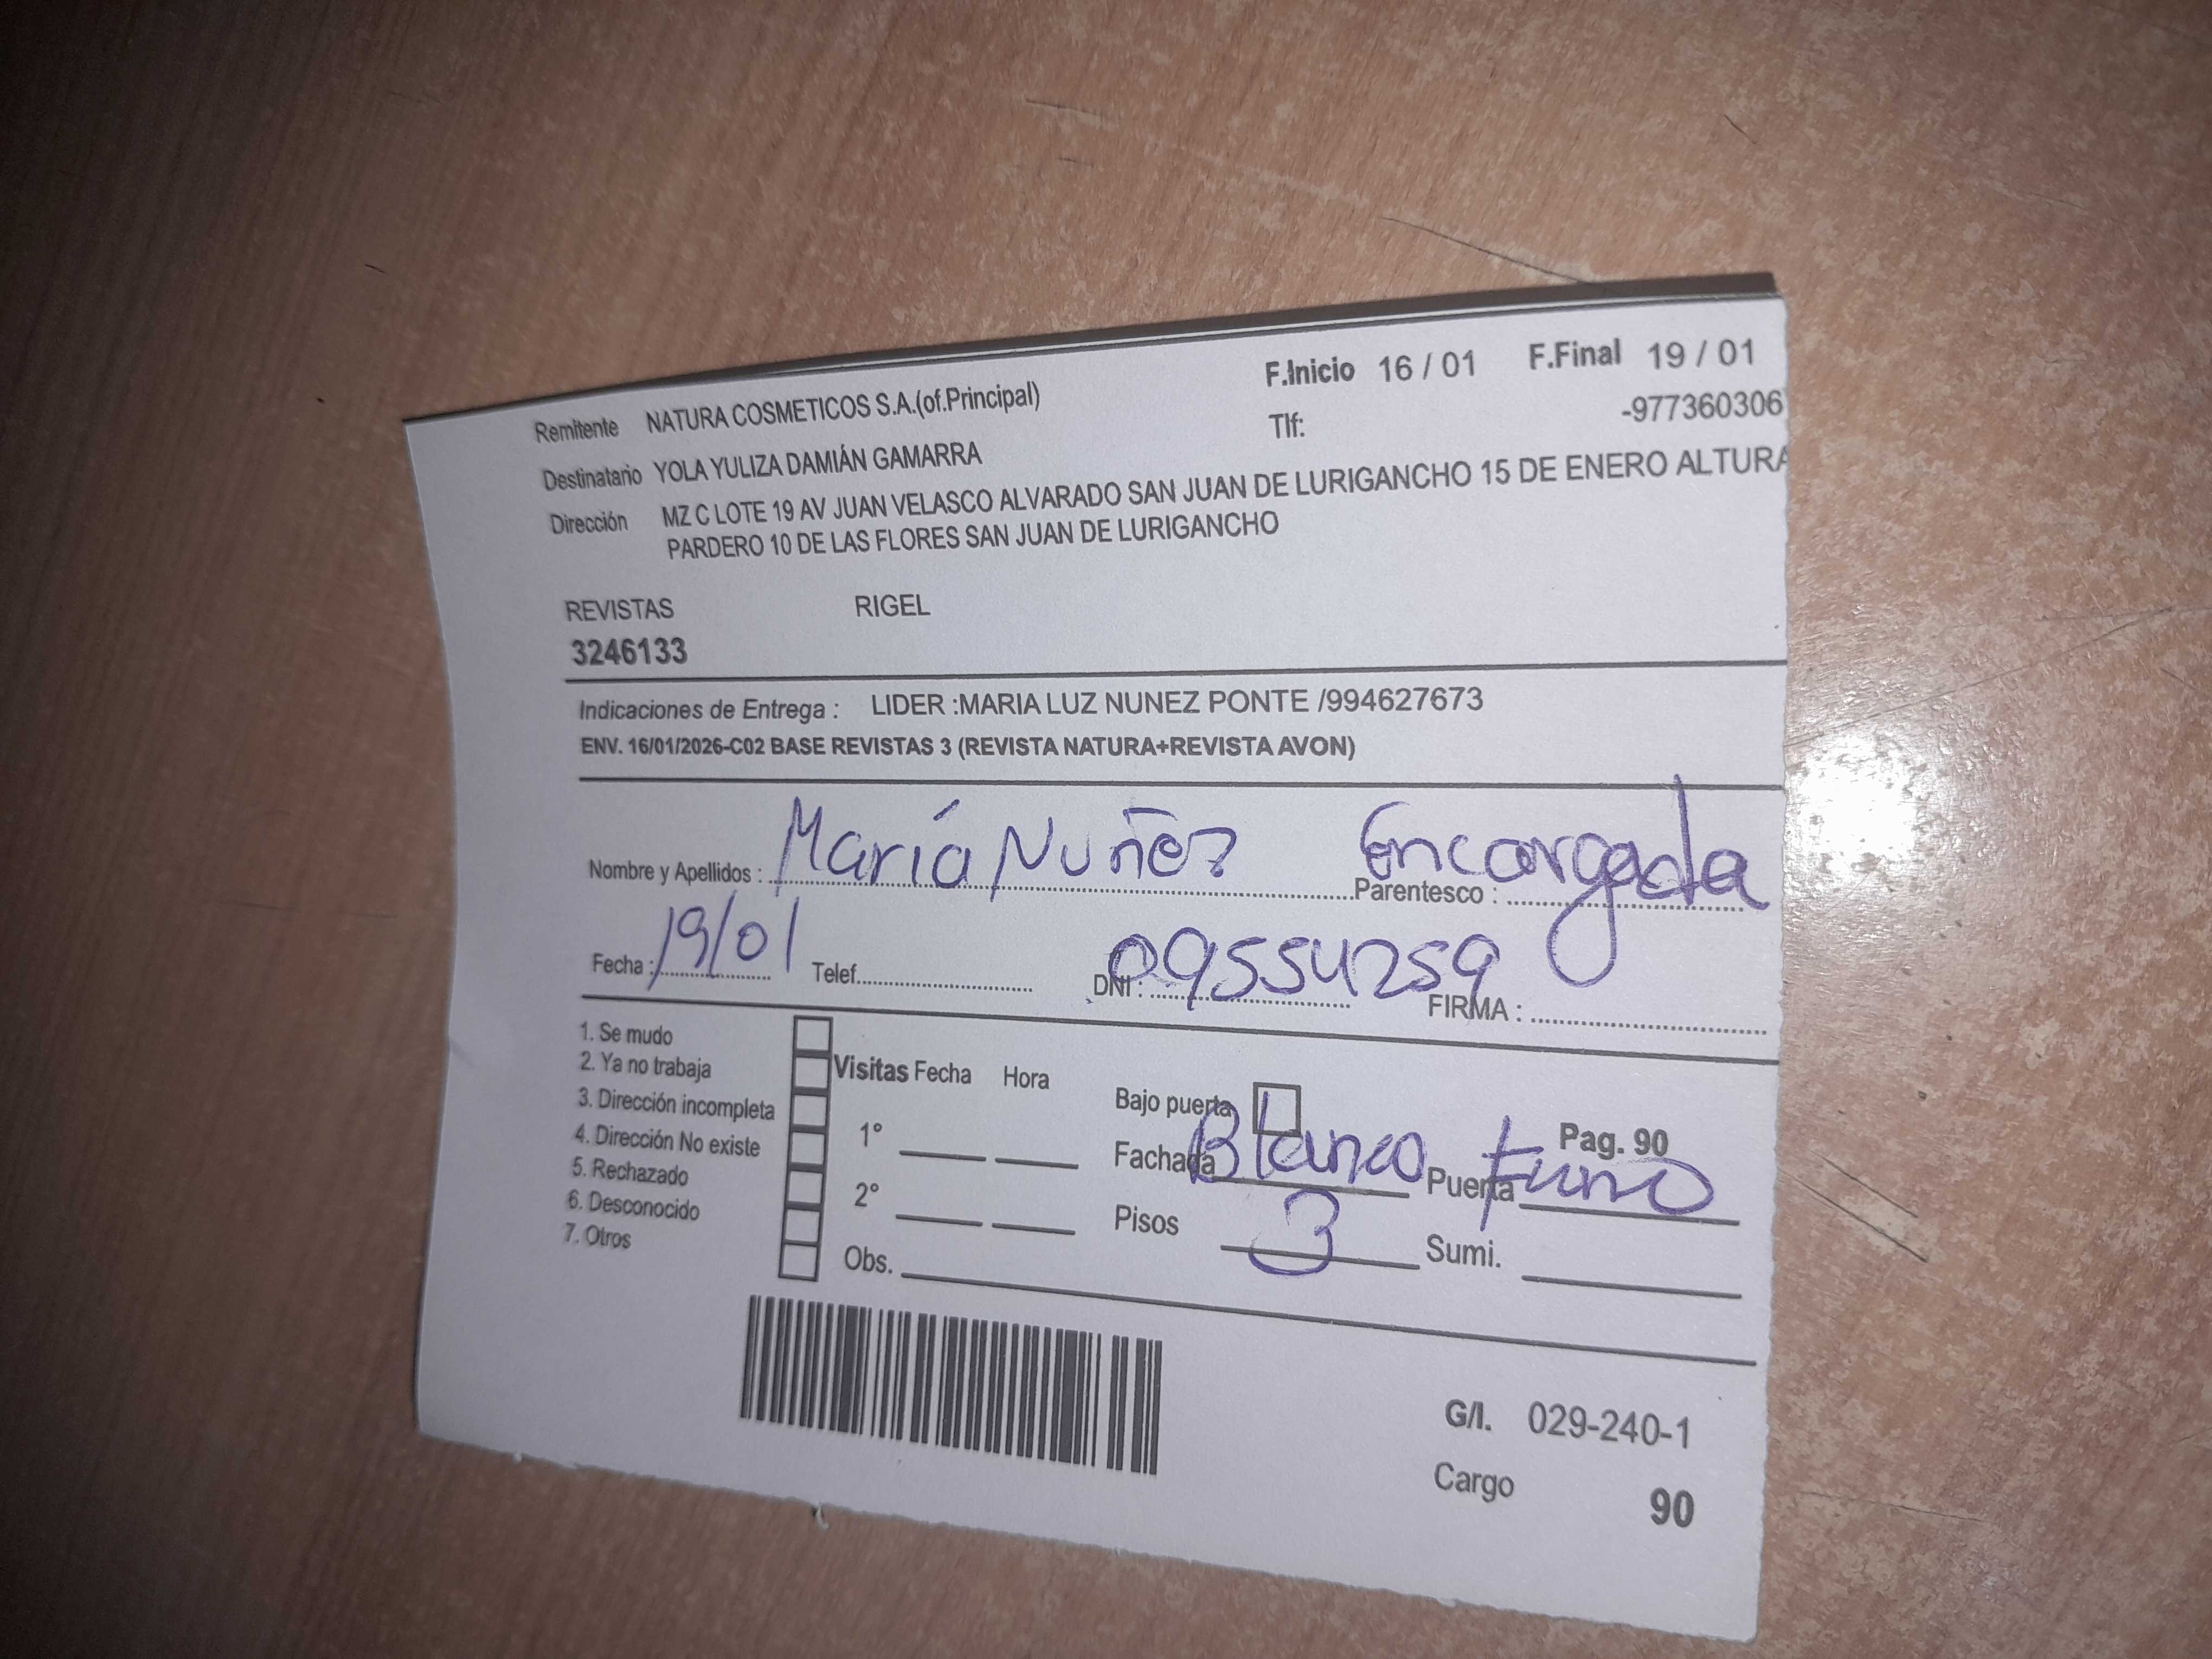 F.Inicio 16 / 01 F.Final 19 / 01
Remitente NATURA COSMETICOS S.A.(of.Principal)
Tlf: -977360306
Destinatario YOLA YULIZA DAMIÁN GAMARRA
Dirección MZ C LOTE 19 AV JUAN VELASCO ALVARADO SAN JUAN DE LURIGANCHO 15 DE ENERO ALTURA
PARDERO 10 DE LAS FLORES SAN JUAN DE LURIGANCHO
REVISTAS RIGEL
3246133
Indicaciones de Entrega : LIDER :MARIA LUZ NUNEZ PONTE /994627673
ENV. 16/01/2026-C02 BASE REVISTAS 3 (REVISTA NATURA+REVISTA AVON)
Nombre y Apellidos : María Nuñez Parentesco : Encargada
Fecha : 19/01 Telef. DNI : 09554259 FIRMA :
1. Se mudo
2. Ya no trabaja
3. Dirección incompleta
4. Dirección No existe
5. Rechazado
6. Desconocido
7. Otros
Visitas Fecha Hora
1°
2°
Obs.
Bajo puerta Pag. 90
Fachada Blanco Puerta
Pisos 3 Sumi.
G/I. 029-240-1
Cargo 90